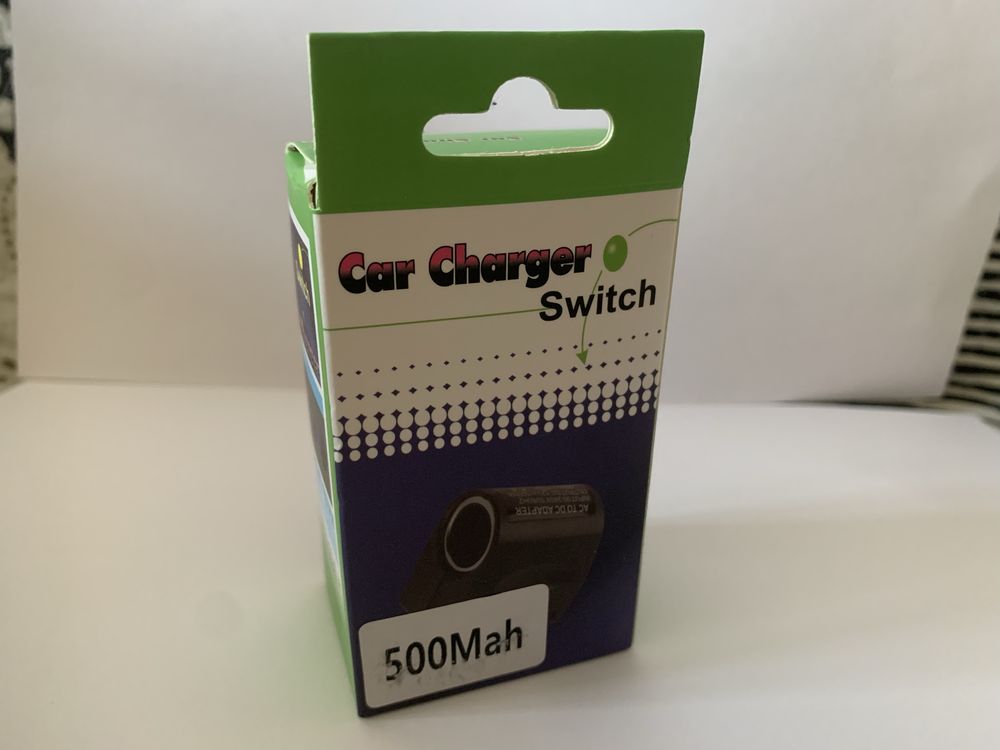 Car Charger
Switch
AC TO DC ADAPTER
500Mah